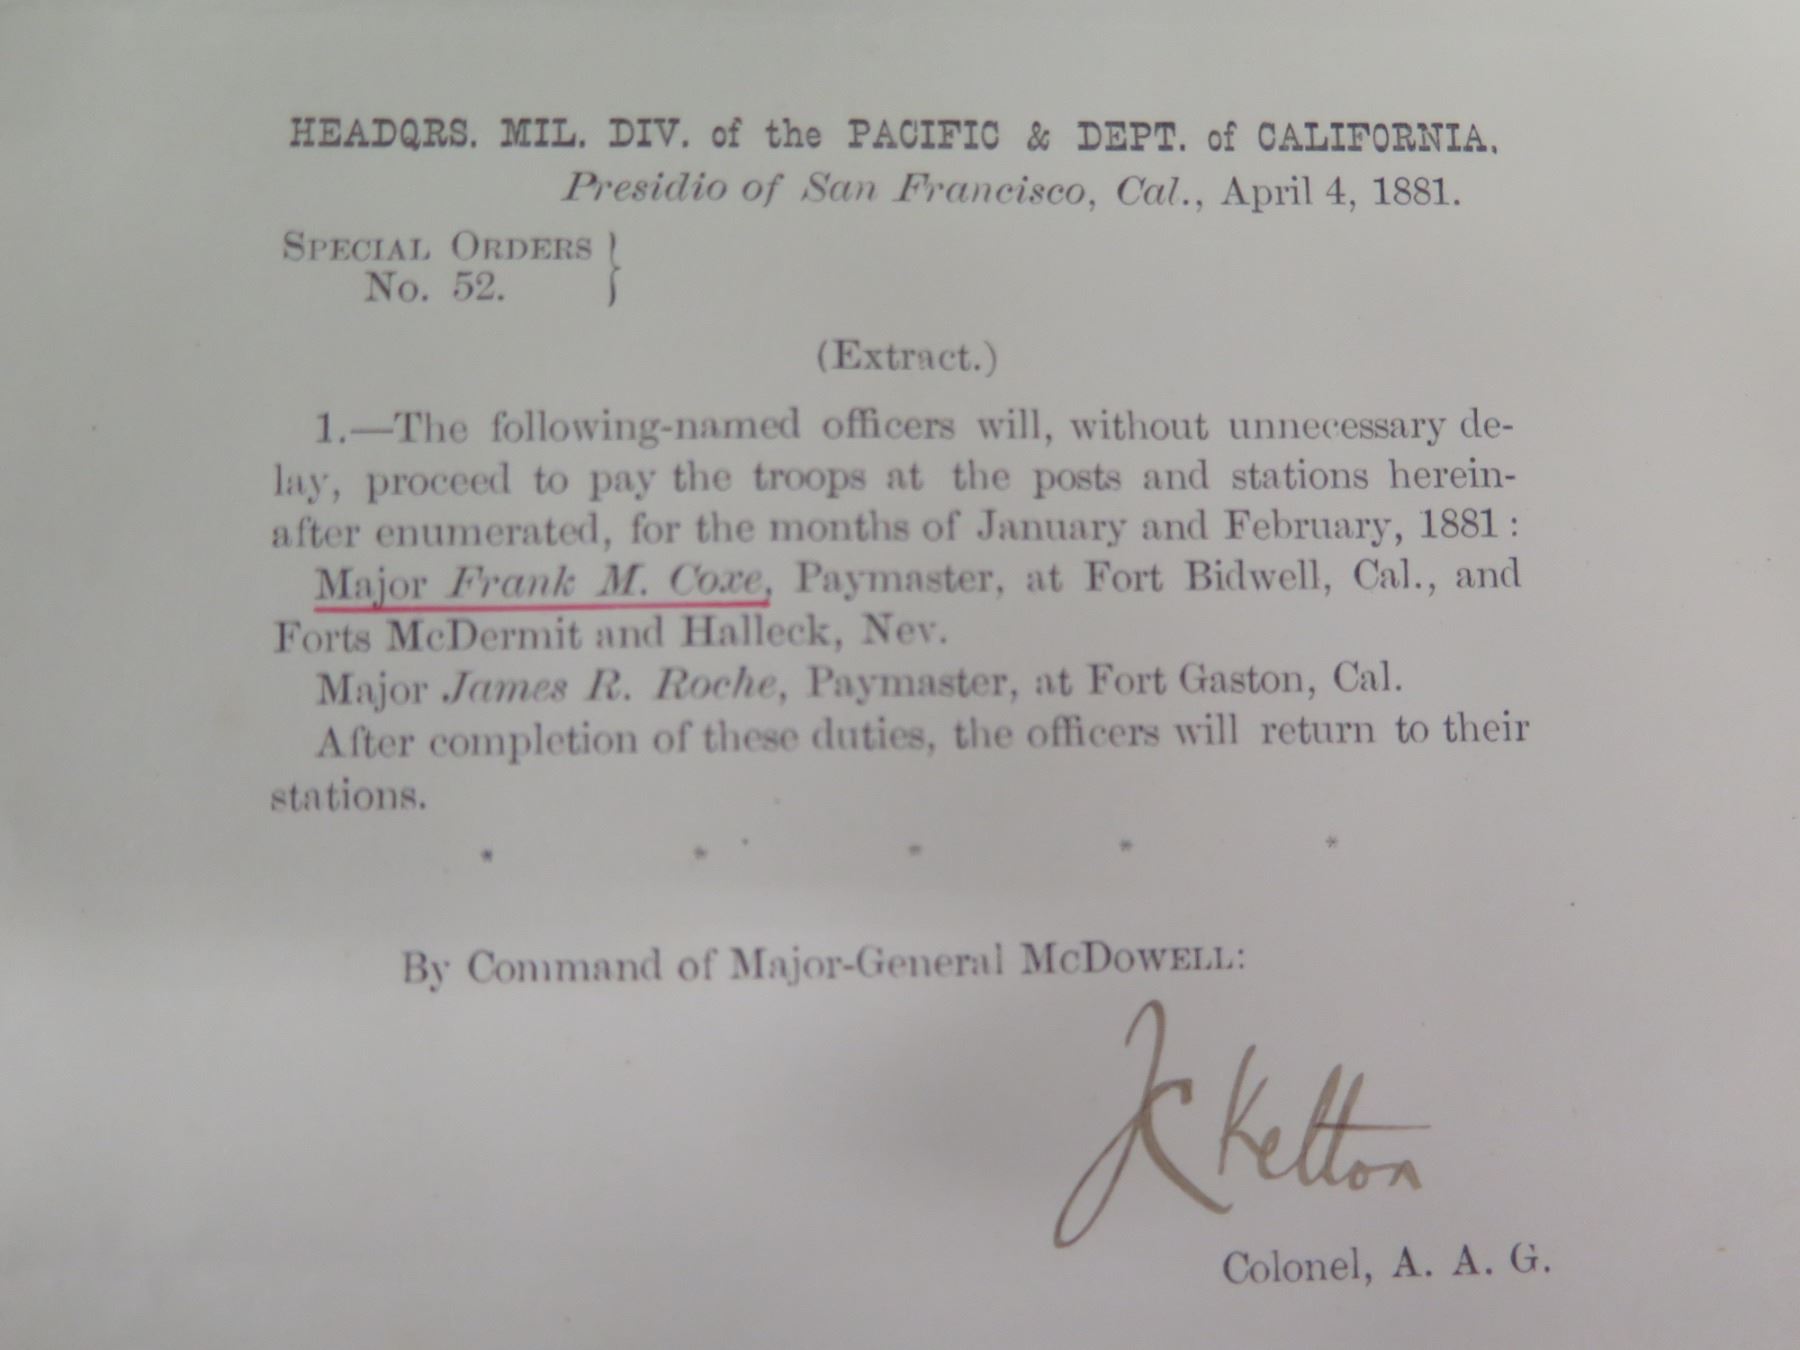 HEADQRS. MIL. DIV. of the PACIFIC & DEPT. of CALIFORNIA.
Presidio of San Francisco, Cal., April 4, 1881.
SPECIAL ORDERS }
No. 52.
(Extract.)
1.—The following-named officers will, without unnecessary de-
lay, proceed to pay the troops at the posts and stations herein-
after enumerated, for the months of January and February, 1881:
Major Frank M. Coxe, Paymaster, at Fort Bidwell, Cal., and
Forts McDermit and Halleck, Nev.
Major James R. Roche, Paymaster, at Fort Gaston, Cal.
After completion of these duties, the officers will return to their
stations.
* * * * *
By Command of Major-General McDOWELL:
JC Kelton
Colonel, A. A. G.